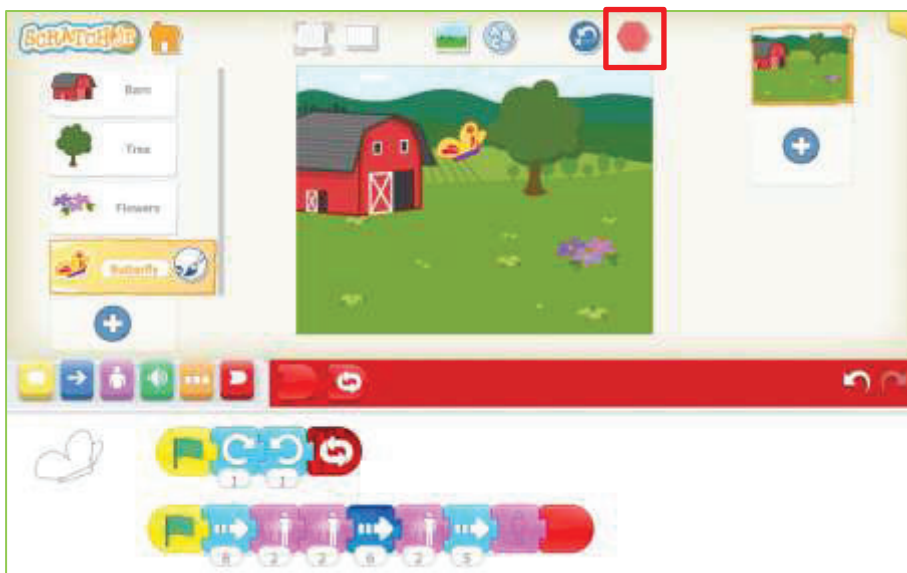 SCRATCHJR
Barn
Tree
Flowers
Butterfly
1 1
8 2 2 6 2 5